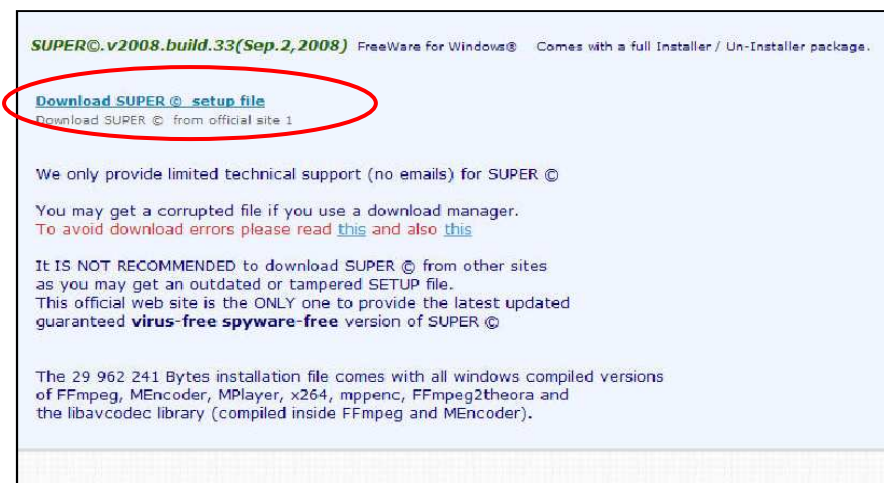 SUPER©.v2008.build.33(Sep.2,2008) FreeWare for Windows® Comes with a full Installer / Un-Installer package.
Download SUPER © setup file
Download SUPER © from official site 1
We only provide limited technical support (no emails) for SUPER ©
You may get a corrupted file if you use a download manager.
To avoid download errors please read this and also this
It IS NOT RECOMMENDED to download SUPER © from other sites
as you may get an outdated or tampered SETUP file.
This official web site is the ONLY one to provide the latest updated
guaranteed virus-free spyware-free version of SUPER ©
The 29 962 241 Bytes installation file comes with all windows compiled versions
of FFmpeg, MEncoder, MPlayer, x264, mppenc, FFmpeg2theora and
the libavcodec library (compiled inside FFmpeg and MEncoder).